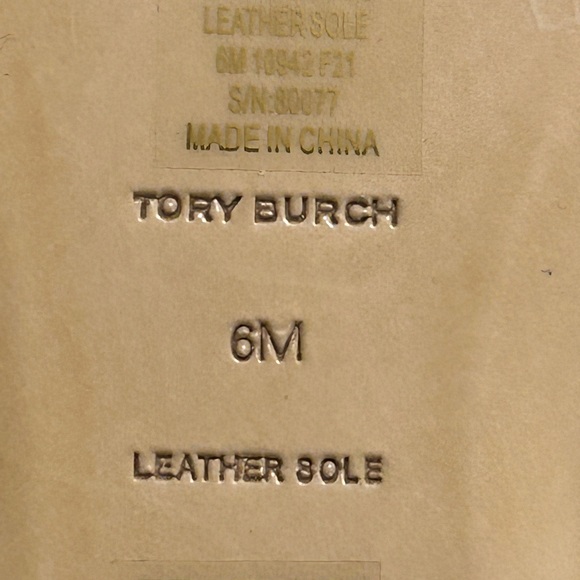 LEATHER SOLE
6M 10942 F21
S/N:80077
MADE IN CHINA
TORY BURCH
6M
LEATHER SOLE